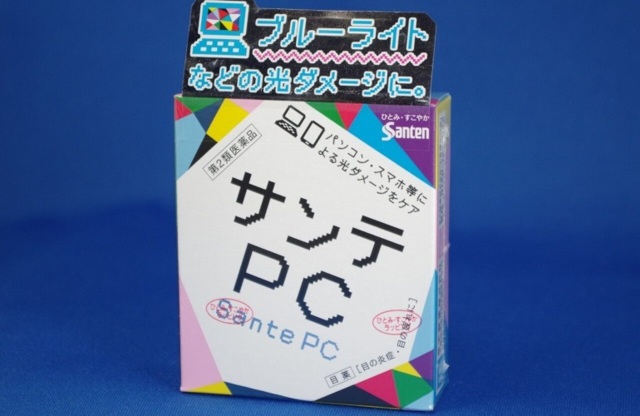 ブルーライト
などの光ダメージに。
ひとみ・すこやか
Santen
第2類医薬品
パソコン・スマホ等に
よる光ダメージをケア
サンテ
PC
Sante PC
目薬
［目の炎症・